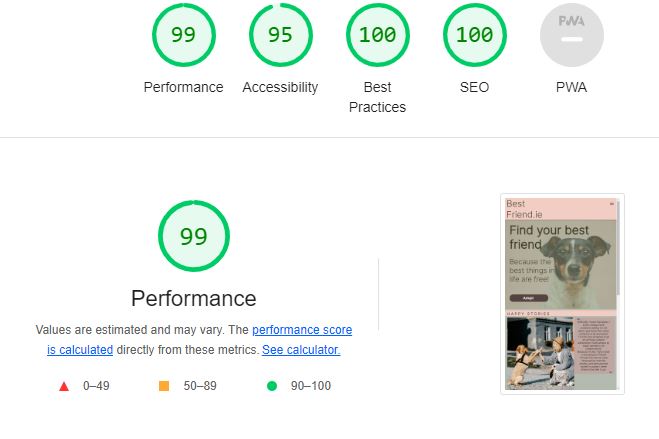 99
95
100
100
PWA
Performance
Accessibility
Best
Practices
SEO
PWA
99
Performance
Values are estimated and may vary. The performance score
is calculated directly from these metrics. See calculator.
0–49
50–89
90–100
Best
Friend.ie
Find your best
friend
Because the
best things in
life are free!
Adopt
HAPPY STORIES